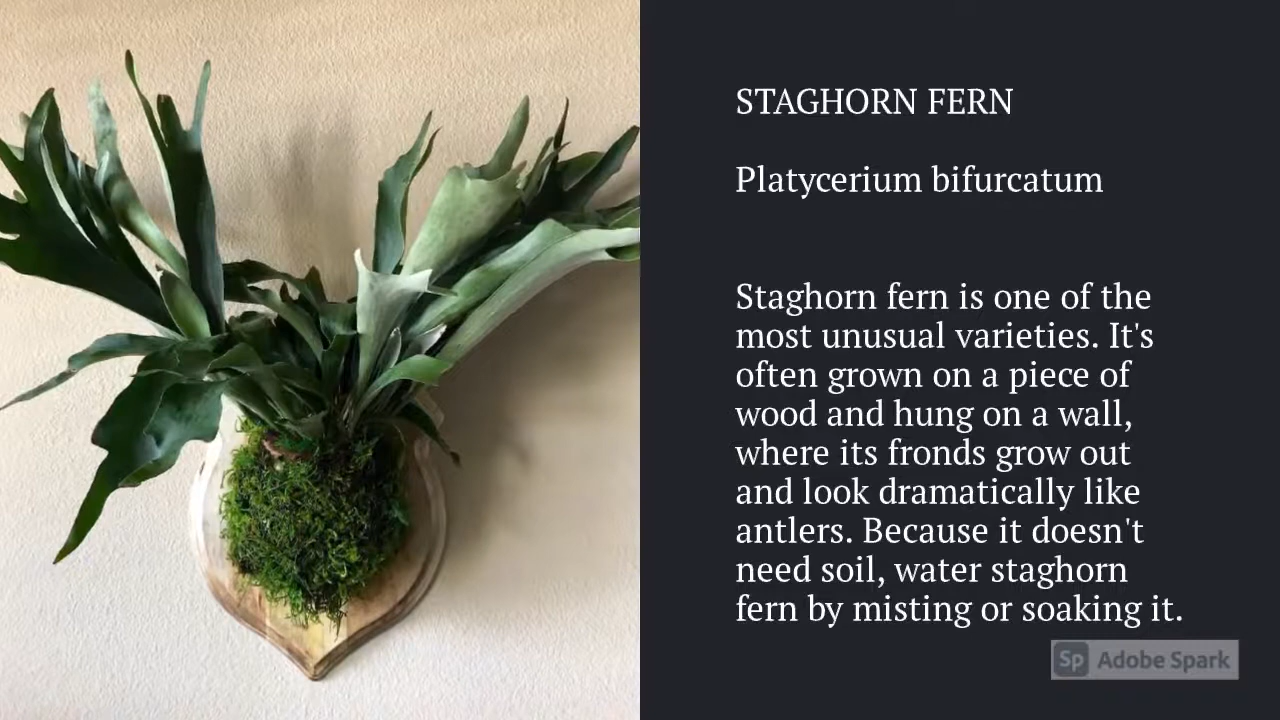 STAGHORN FERN
Platycerium bifurcatum
Staghorn fern is one of the
most unusual varieties. It's
often grown on a piece of
wood and hung on a wall,
where its fronds grow out
and look dramatically like
antlers. Because it doesn't
need soil, water staghorn
fern by misting or soaking it.
Sp Adobe Spark